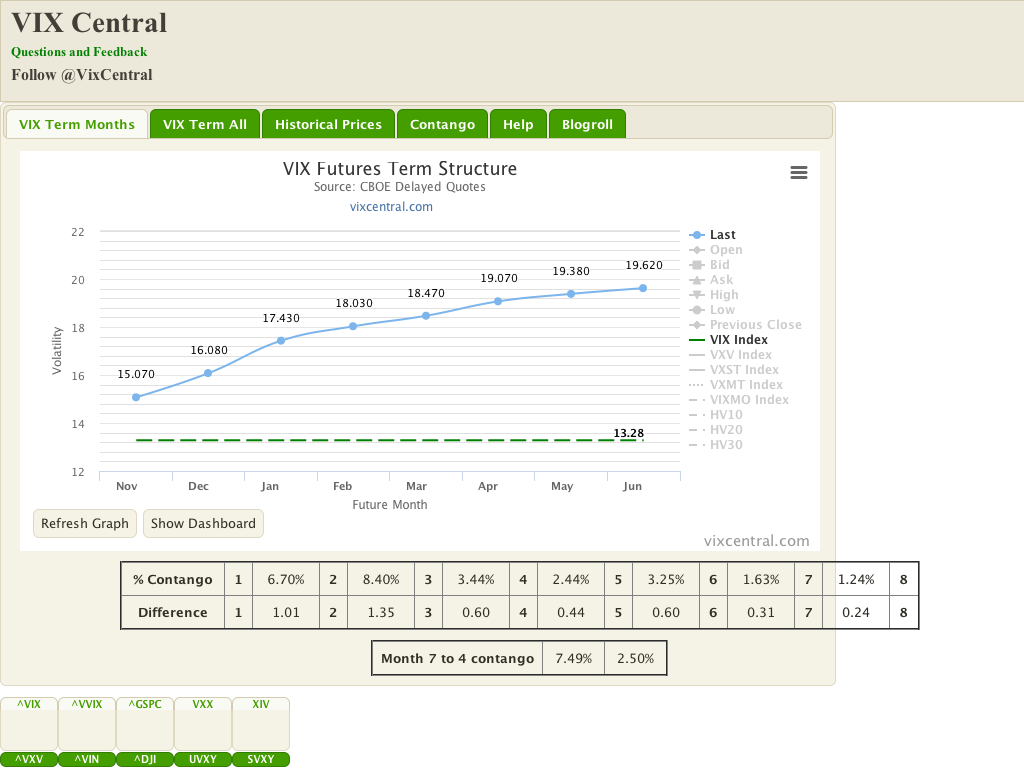 VIX Central
Questions and Feedback
Follow @VixCentral
VIX Term Months VIX Term All Historical Prices Contango Help Blogroll
VIX Futures Term Structure
Source: CBOE Delayed Quotes
vixcentral.com
Volatility
22
20
18
16
14
12
15.070 16.080 17.430 18.030 18.470 19.070 19.380 19.620
13.28
Nov Dec Jan Feb Mar Apr May Jun
Future Month
Last
Open
Bid
Ask
High
Low
Previous Close
VIX Index
VXV Index
VXST Index
VXMT Index
VIXMO Index
HV10
HV20
HV30
Refresh Graph Show Dashboard
vixcentral.com
% Contango 1 6.70% 2 8.40% 3 3.44% 4 2.44% 5 3.25% 6 1.63% 7 1.24% 8
Difference 1 1.01 2 1.35 3 0.60 4 0.44 5 0.60 6 0.31 7 0.24 8
Month 7 to 4 contango 7.49% 2.50%
^VIX ^VVIX ^GSPC VXX XIV
^VXV ^VIN ^DJI UVXY SVXY